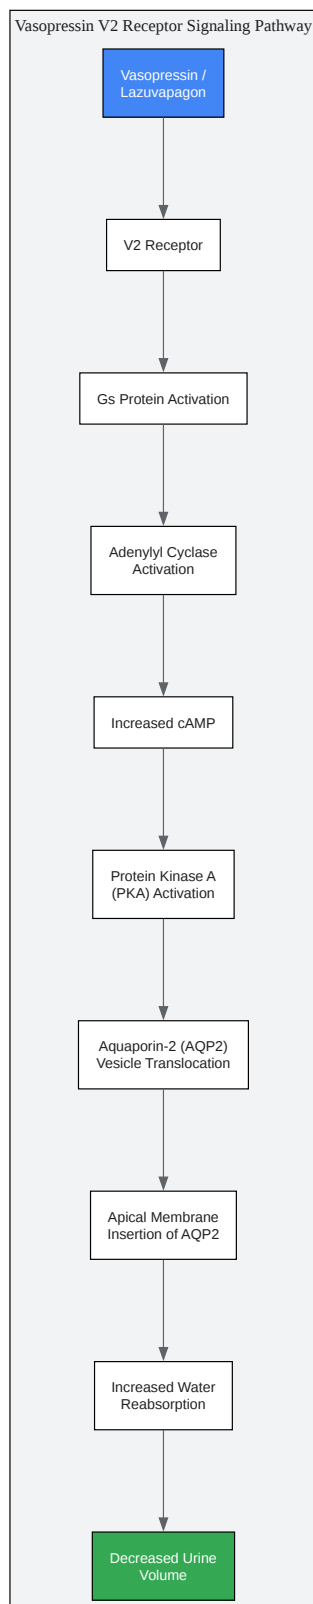 Vasopressin V2 Receptor Signaling Pathway
Vasopressin /
Lazuvapagon
V2 Receptor
Gs Protein Activation
Adenylyl Cyclase
Activation
Increased cAMP
Protein Kinase A
(PKA) Activation
Aquaporin-2 (AQP2)
Vesicle Translocation
Apical Membrane
Insertion of AQP2
Increased Water
Reabsorption
Decreased Urine
Volume